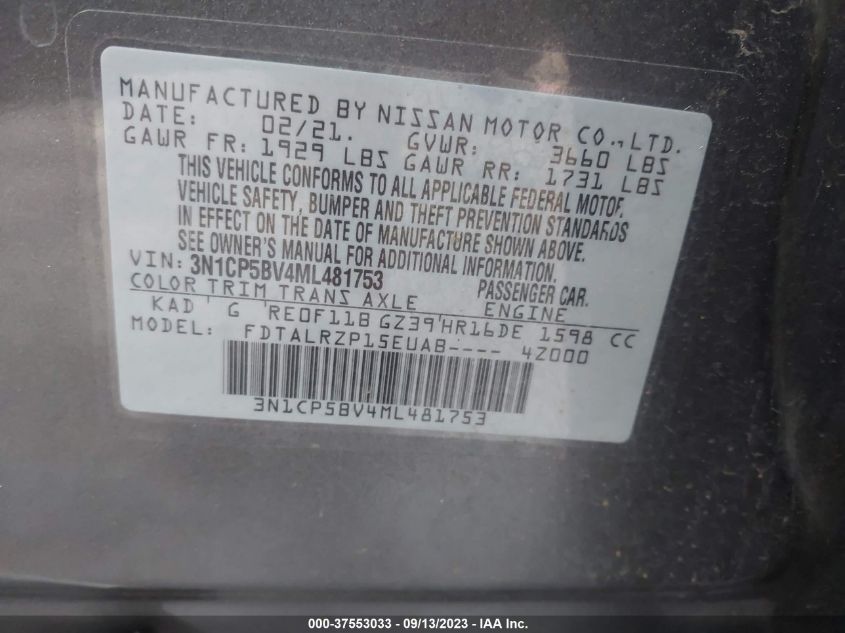 MANUFACTURED BY NISSAN MOTOR CO.,LTD.
DATE: 02/21. GVWR: 3660 LBS
GAWR FR: 1929 LBS GAWR RR: 1731 LBS
THIS VEHICLE CONFORMS TO ALL APPLICABLE FEDERAL MOTOR
VEHICLE SAFETY, BUMPER AND THEFT PREVENTION STANDARDS
IN EFFECT ON THE DATE OF MANUFACTURE SHOWN ABOVE.
SEE OWNER'S MANUAL FOR ADDITIONAL INFORMATION.
VIN: 3N1CP5BV4ML481753 PASSENGER CAR.
COLOR TRIM TRANS AXLE ENGINE
KAD ' G 'RE0F11B GZ39'HR16DE 1598 CC
MODEL: FDTALRZP15EUAB---- 4Z000
3N1CP5BV4ML481753
000-37553033 - 09/13/2023 - IAA Inc.